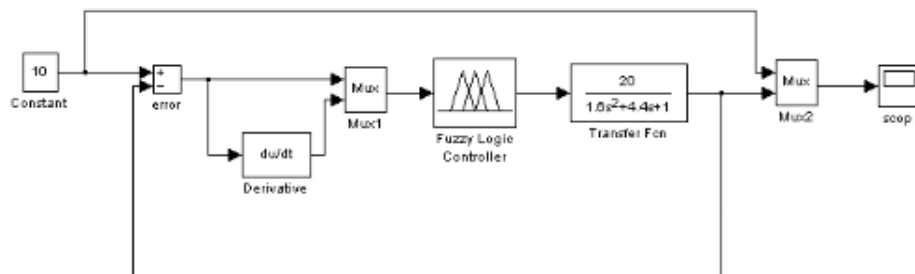 10
Constant
+
−
error
du/dt
Derivative
Mux
Mux1
Fuzzy Logic
Controller
20
1.6s²+4.4s+1
Transfer Fcn
Mux
Mux2
scop